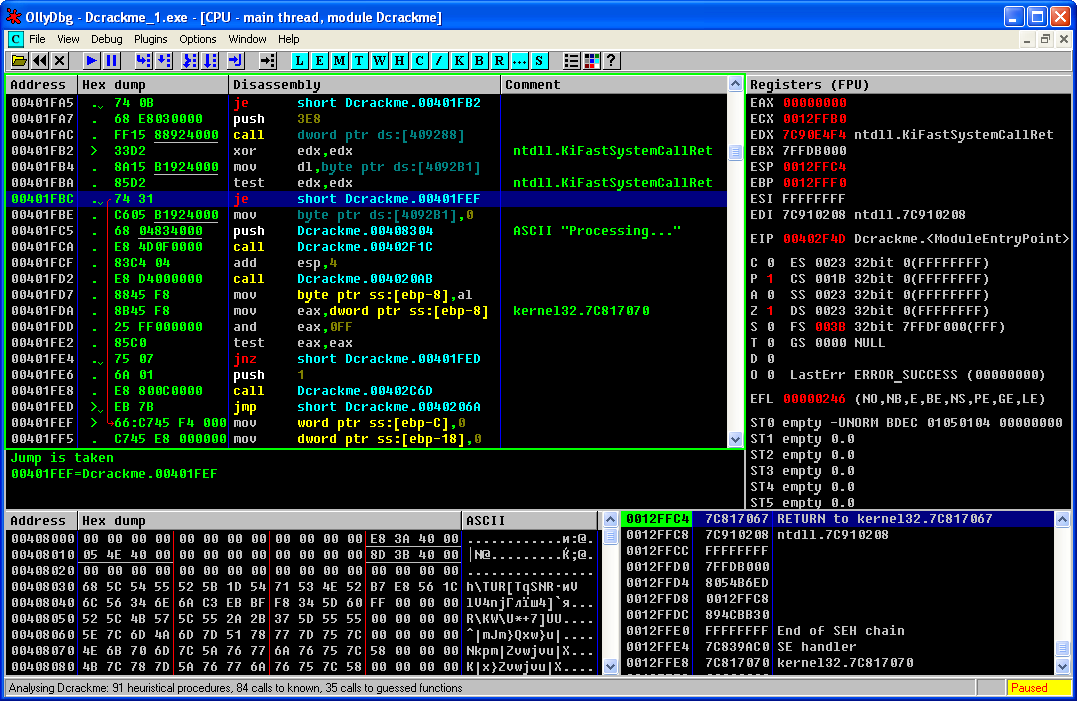 OllyDbg - Dcrackme_1.exe - [CPU - main thread, module Dcrackme]
C File View Debug Plugins Options Window Help
L E M T W H C / K B R ... S ?
Address Hex dump Disassembly Comment
00401FA5 . 74 0B je short Dcrackme.00401FB2
00401FA7 . 68 E8030000 push 3E8
00401FAC . FF15 88924000 call dword ptr ds:[409288]
00401FB2 > 33D2 xor edx,edx ntdll.KiFastSystemCallRet
00401FB4 . 8A15 B1924000 mov dl,byte ptr ds:[4092B1]
00401FBA . 85D2 test edx,edx ntdll.KiFastSystemCallRet
00401FBC . 74 31 je short Dcrackme.00401FEF
00401FBE . C605 B1924000 mov byte ptr ds:[4092B1],0
00401FC5 . 68 04834000 push Dcrackme.00408304 ASCII "Processing..."
00401FCA . E8 4D0F0000 call Dcrackme.00402F1C
00401FCF . 83C4 04 add esp,4
00401FD2 . E8 D4000000 call Dcrackme.004020AB
00401FD7 . 8845 F8 mov byte ptr ss:[ebp-8],al
00401FDA . 8B45 F8 mov eax,dword ptr ss:[ebp-8] kernel32.7C817070
00401FDD . 25 FF000000 and eax,0FF
00401FE2 . 85C0 test eax,eax
00401FE4 . 75 07 jnz short Dcrackme.00401FED
00401FE6 . 6A 01 push 1
00401FE8 . E8 800C0000 call Dcrackme.00402C6D
00401FED > EB 7B jmp short Dcrackme.0040206A
00401FEF > 66:C745 F4 000 mov word ptr ss:[ebp-C],0
00401FF5 . C745 E8 000000 mov dword ptr ss:[ebp-18],0
Jump is taken
00401FEF=Dcrackme.00401FEF
Registers (FPU)
EAX 00000000
ECX 0012FFB0
EDX 7C90E4F4 ntdll.KiFastSystemCallRet
EBX 7FFDB000
ESP 0012FFC4
EBP 0012FFF0
ESI FFFFFFFF
EDI 7C910208 ntdll.7C910208
EIP 00402F4D Dcrackme.<ModuleEntryPoint>
C 0 ES 0023 32bit 0(FFFFFFFF)
P 1 CS 001B 32bit 0(FFFFFFFF)
A 0 SS 0023 32bit 0(FFFFFFFF)
Z 1 DS 0023 32bit 0(FFFFFFFF)
S 0 FS 003B 32bit 7FFDF000(FFF)
T 0 GS 0000 NULL
D 0
O 0 LastErr ERROR_SUCCESS (00000000)
EFL 00000246 (NO,NB,E,BE,NS,PE,GE,LE)
ST0 empty -UNORM BDEC 01050104 00000000
ST1 empty 0.0
ST2 empty 0.0
ST3 empty 0.0
ST4 empty 0.0
ST5 empty 0.0
Address Hex dump ASCII
00408000 00 00 00 00 00 00 00 00 00 00 00 00 E8 3A 40 00 ............и:@.
00408010 05 4E 40 00 00 00 00 00 00 00 00 00 8D 3B 40 00 |N@.........Ќ;@.
00408020 00 00 00 00 00 00 00 00 00 00 00 00 00 00 00 00 ................
00408030 68 5C 54 55 52 5B 1D 54 71 53 4E 52 B7 E8 56 1C h\TUR[TqSNR·иV
00408040 6C 56 34 6E 6A C3 EB BF F8 34 5D 60 FF 00 00 00 lV4njГлїш4]`я...
00408050 52 5C 4B 57 5C 55 2A 2B 37 5D 55 55 00 00 00 00 R\KW\U*+7]UU....
00408060 5E 7C 6D 4A 6D 7D 51 78 77 7D 75 7C 00 00 00 00 ^|mJm}Qxw}u|....
00408070 4E 6B 70 6D 7C 5A 76 77 6A 76 75 7C 58 00 00 00 Nkpm|Zvwjvu|X...
00408080 4B 7C 78 7D 5A 76 77 6A 76 75 7C 58 00 00 00 00 K|x}Zvwjvu|X....
0012FFC4 7C817067 RETURN to kernel32.7C817067
0012FFC8 7C910208 ntdll.7C910208
0012FFCC FFFFFFFF
0012FFD0 7FFDB000
0012FFD4 8054B6ED
0012FFD8 0012FFC8
0012FFDC 894CBB30
0012FFE0 FFFFFFFF End of SEH chain
0012FFE4 7C839AC0 SE handler
0012FFE8 7C817070 kernel32.7C817070
Analysing Dcrackme: 91 heuristical procedures, 84 calls to known, 35 calls to guessed functions Paused